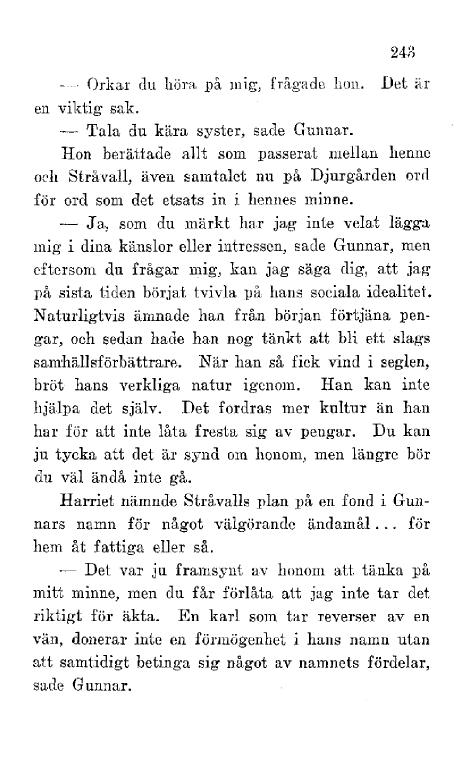 243
— Orkar du höra på mig, frågade hon. Det är
en viktig sak.
— Tala du kära syster, sade Gunnar.
Hon berättade allt som passerat mellan henne
och Stråvall, även samtalet nu på Djurgården ord
för ord som det etsats in i hennes minne.
— Ja, som du märkt har jag inte velat lägga
mig i dina känslor eller intressen, sade Gunnar, men
eftersom du frågar mig, kan jag säga dig, att jag
på sista tiden börjat tvivla på hans sociala idealitet.
Naturligtvis ämnade han från början förtjäna pen-
gar, och sedan hade han nog tänkt att bli ett slags
samhällsförbättrare. När han så fick vind i seglen,
bröt hans verkliga natur igenom. Han kan inte
hjälpa det själv. Det fordras mer kultur än han
har för att inte låta fresta sig av pengar. Du kan
ju tycka att det är synd om honom, men längre bör
du väl ändå inte gå.
Harriet nämnde Stråvalls plan på en fond i Gun-
nars namn för något välgörande ändamål... för
hem åt fattiga eller så.
— Det var ju framsynt av honom att tänka på
mitt minne, men du får förlåta att jag inte tar det
riktigt för äkta. En karl som tar reverser av en
vän, donerar inte en förmögenhet i hans namn utan
att samtidigt betinga sig något av namnets fördelar,
sade Gunnar.